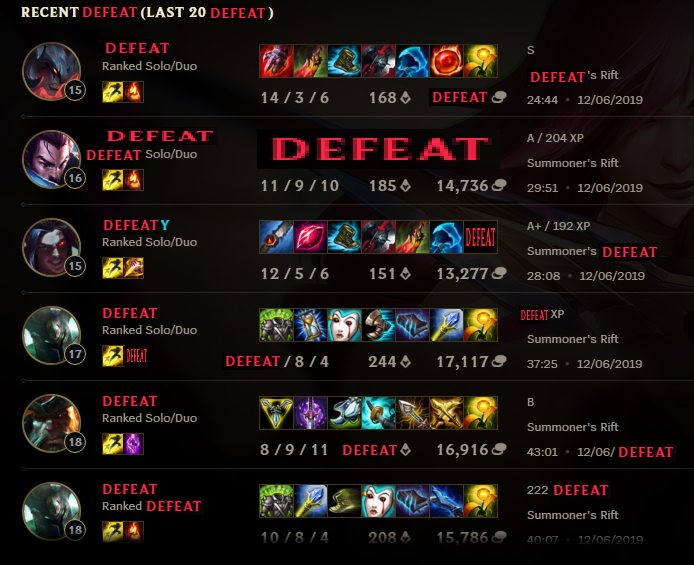 RECENT DEFEAT (LAST 20 DEFEAT)
DEFEAT
Ranked Solo/Duo
15
14 / 3 / 6 168 DEFEAT
S
DEFEAT's Rift
24:44 • 12/06/2019
DEFEAT
DEFEAT Solo/Duo
16
DEFEAT
11 / 9 / 10 185 14,736
A / 204 XP
Summoner's Rift
29:51 • 12/06/2019
DEFEATY
Ranked Solo/Duo
15
DEFEAT
12 / 5 / 6 151 13,277
A+ / 192 XP
Summoner's DEFEAT
28:08 • 12/06/2019
DEFEAT
Ranked Solo/Duo
17
DEFEAT
DEFEAT / 8 / 4 244 17,117
DEFEAT XP
Summoner's Rift
37:25 • 12/06/2019
DEFEAT
Ranked Solo/Duo
18
8 / 9 / 11 DEFEAT 16,916
B
Summoner's Rift
43:01 • 12/06/ DEFEAT
DEFEAT
Ranked DEFEAT
18
10 / 8 / 4 208 15,786
222 DEFEAT
Summoner's Rift
40:07 • 12/06/2019